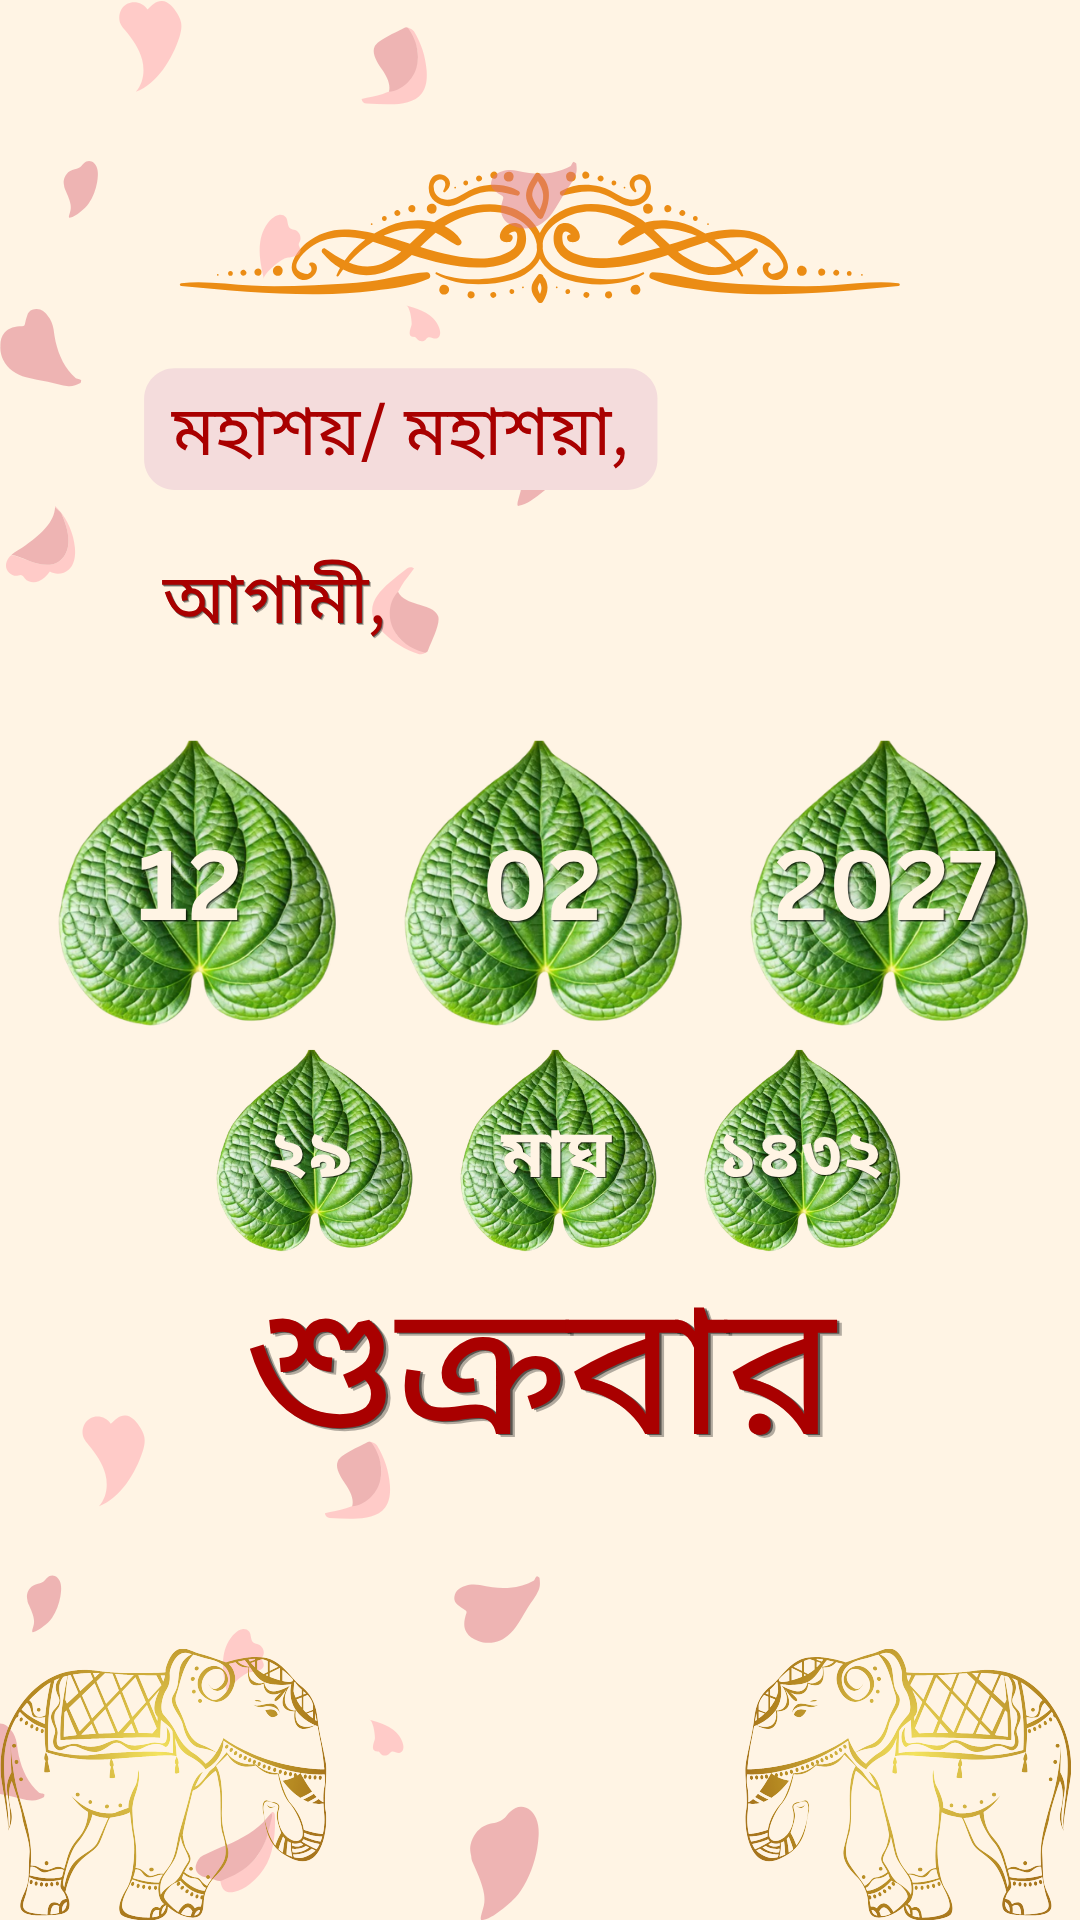 মহাশয়/ মহাশয়া,
আগামী,
12 02 2027
২৯ মাঘ ১৪৩২
শুক্রবার